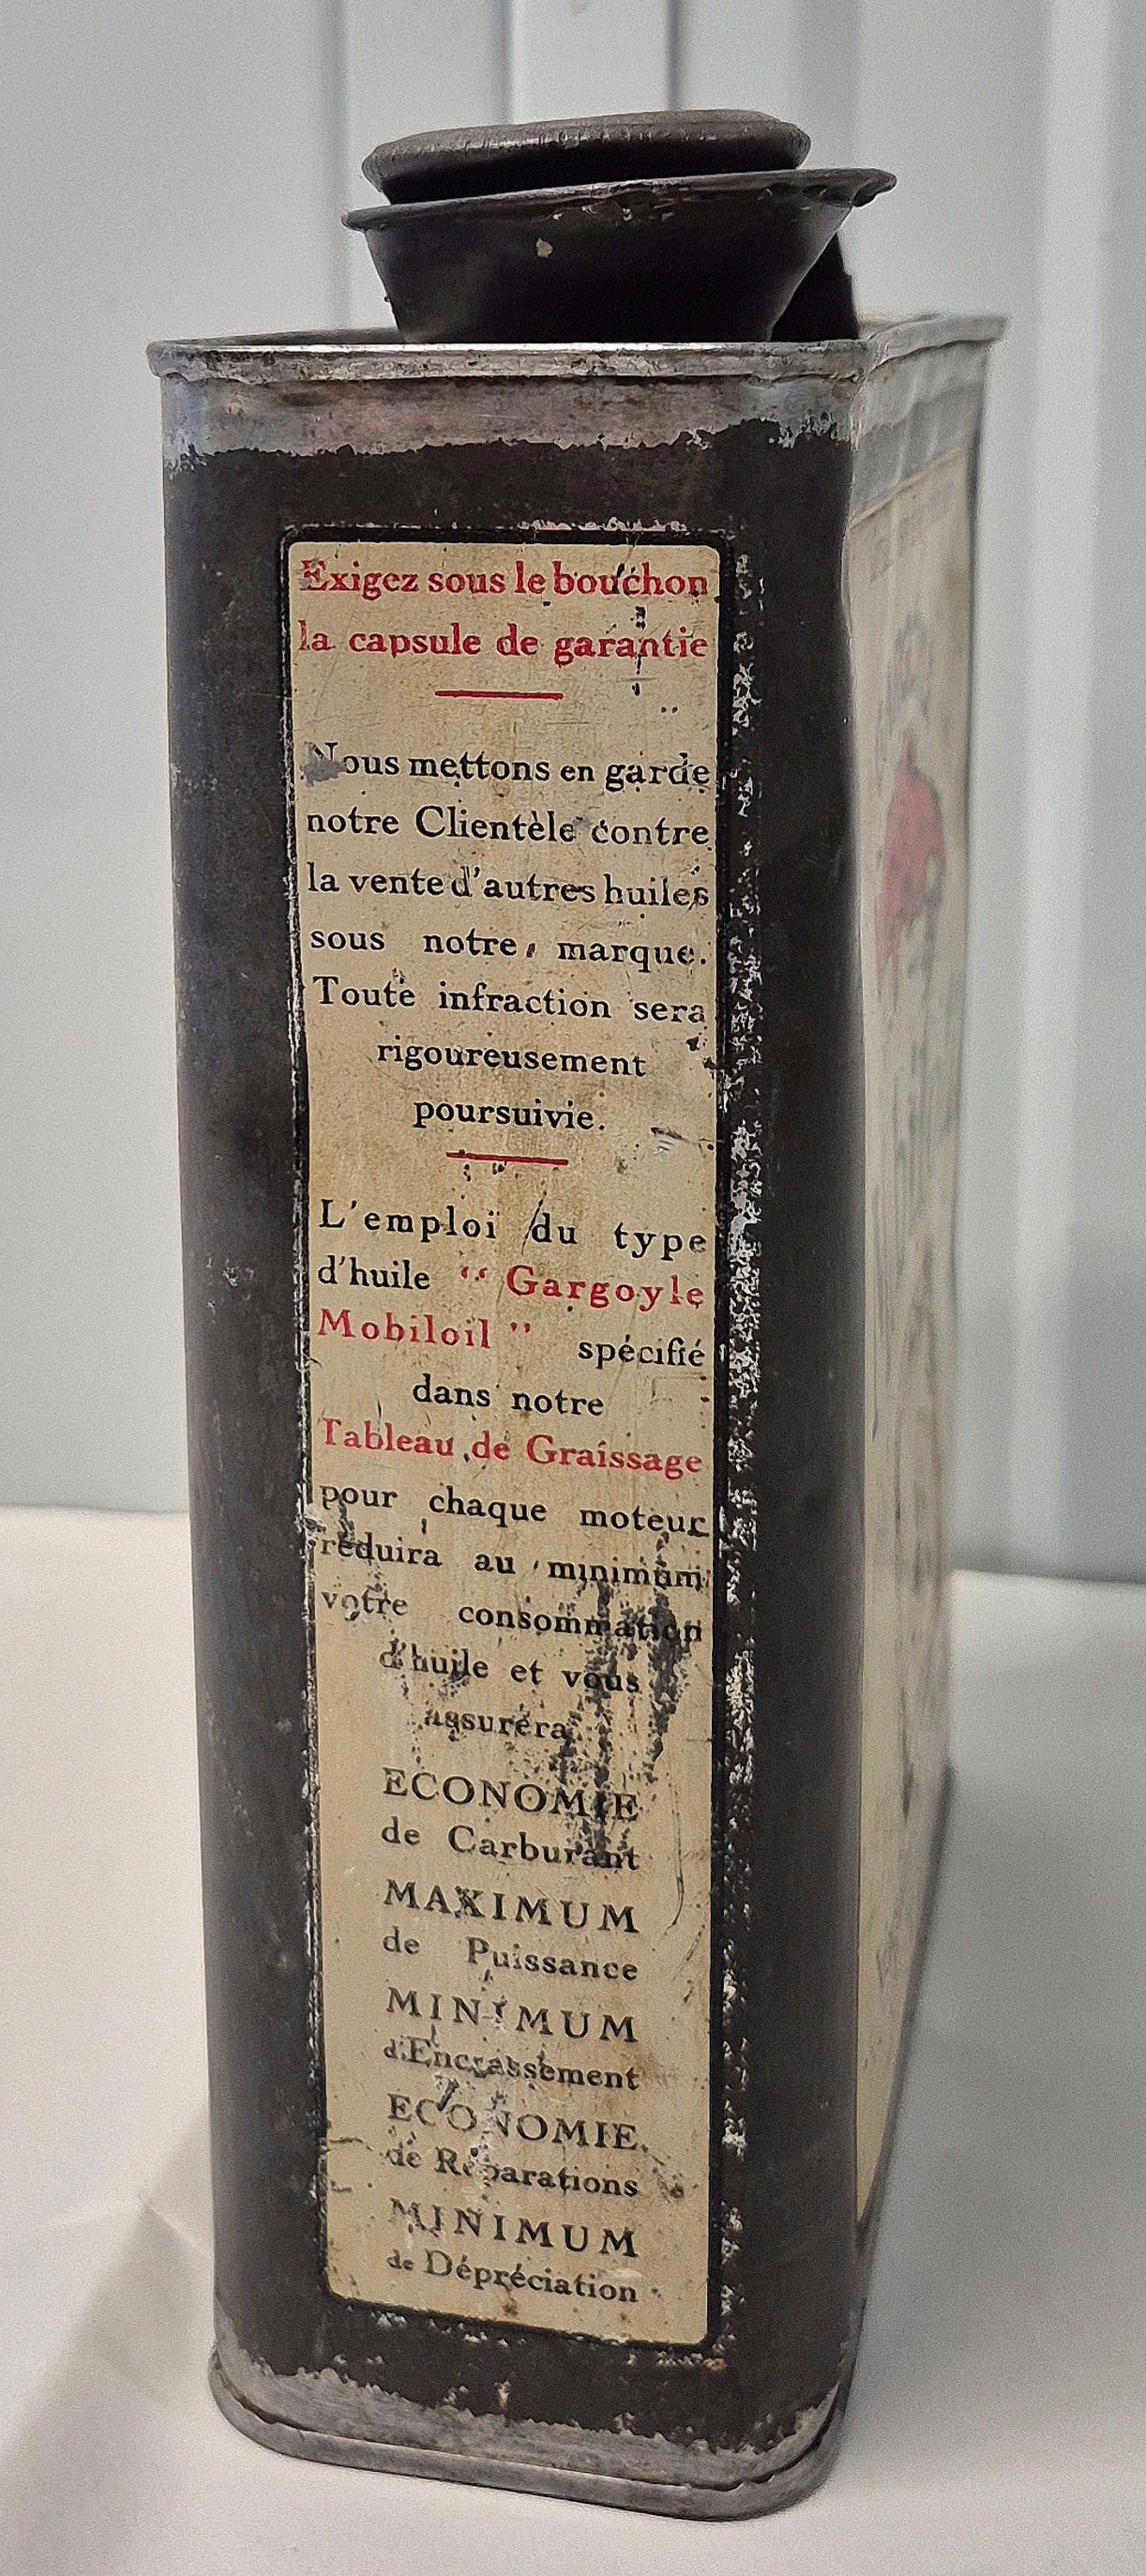 Exigez sous le bouchon
la capsule de garantie
Nous mettons en garde
notre Clientèle contre
la vente d'autres huiles
sous notre marque.
Toute infraction sera
rigoureusement
poursuivie.
L'emploi du type
d'huile “Gargoyle
Mobiloil” spécifié
dans notre
Tableau de Graissage
pour chaque moteur
réduira au minimum
votre consommation
d'huile et vous
assurera
ECONOMIE
de Carburant
MAXIMUM
de Puissance
MINIMUM
d'Encrassement
ECONOMIE
de Réparations
MINIMUM
de Dépréciation